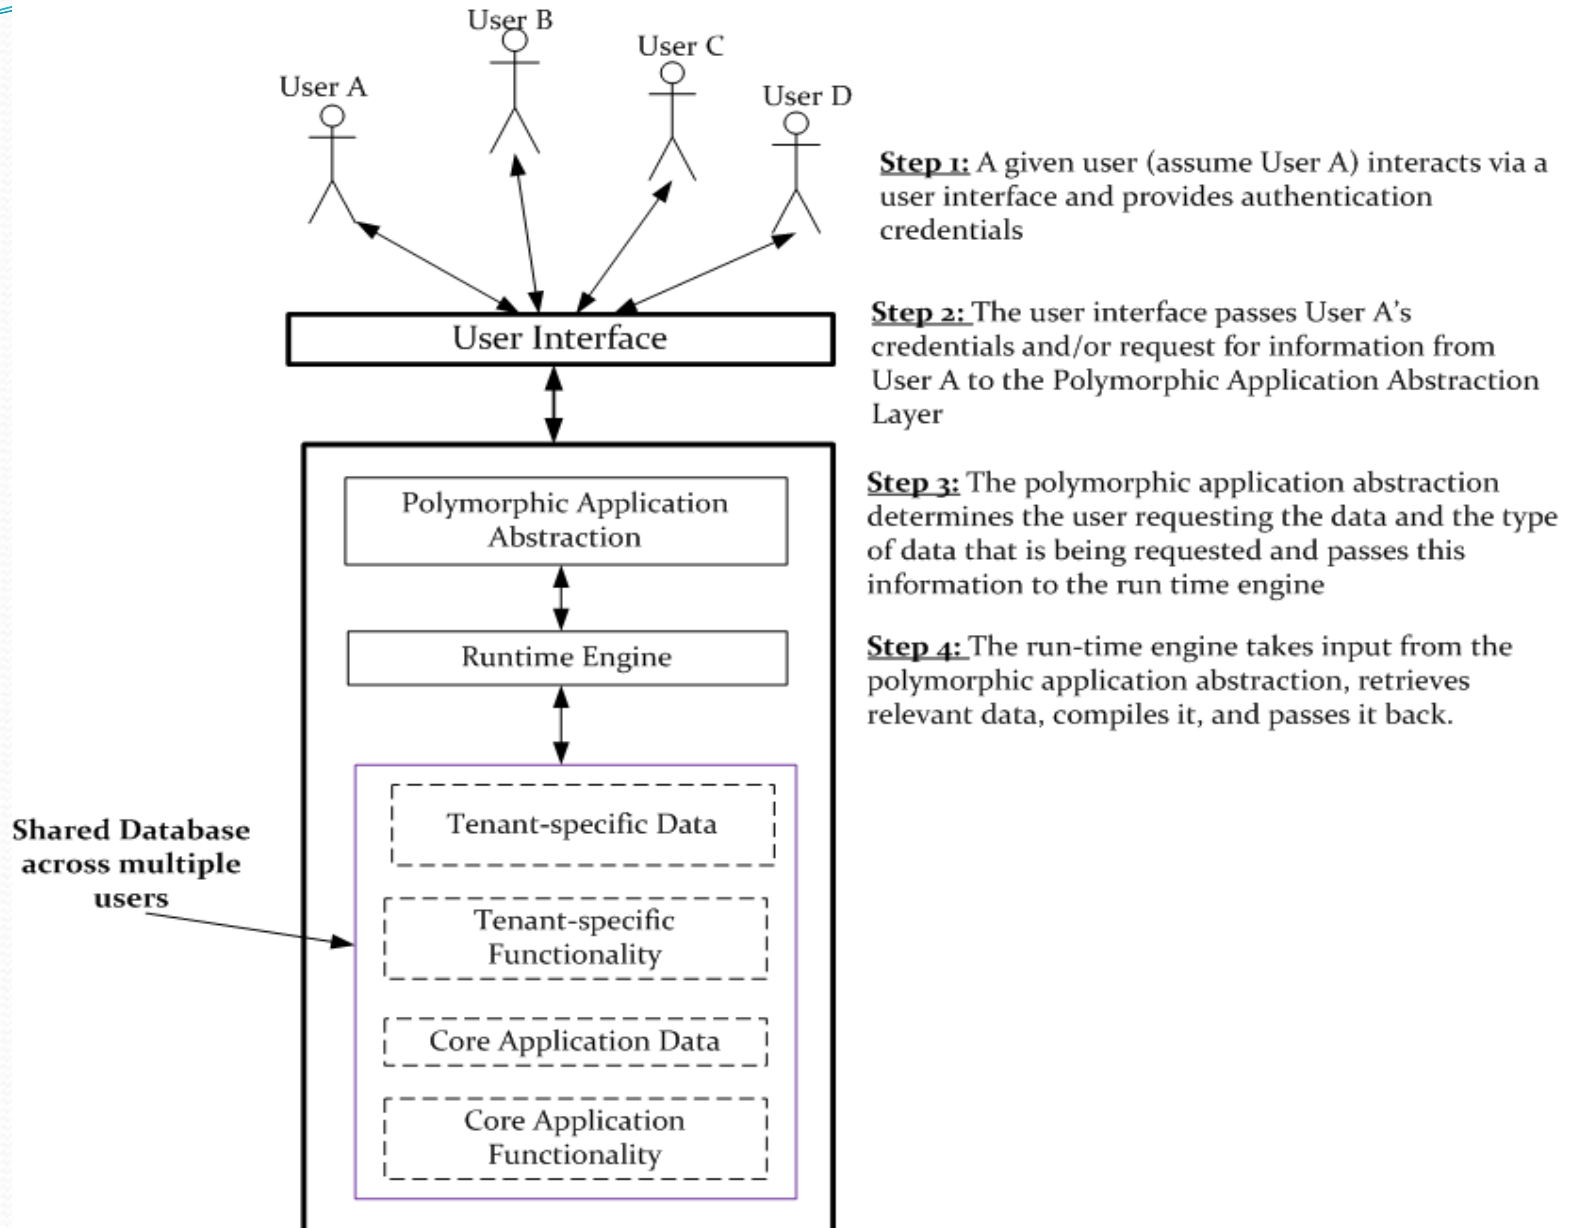 User B
User C
User A
User D
Step 1: A given user (assume User A) interacts via a
user interface and provides authentication
credentials
Step 2: The user interface passes User A’s
credentials and/or request for information from
User A to the Polymorphic Application Abstraction
Layer
User Interface
Step 3: The polymorphic application abstraction
determines the user requesting the data and the type
of data that is being requested and passes this
information to the run time engine
Polymorphic Application
Abstraction
Step 4: The run-time engine takes input from the
polymorphic application abstraction, retrieves
relevant data, compiles it, and passes it back.
Runtime Engine
Shared Database
across multiple
users
Tenant-specific Data
Tenant-specific
Functionality
Core Application Data
Core Application
Functionality